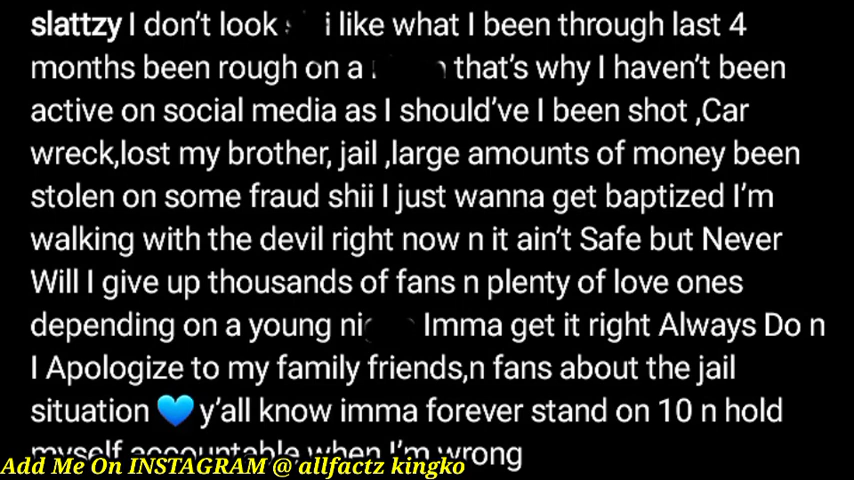 slattzy I don't look i like what I been through last 4
months been rough on a that's why I haven't been
active on social media as I should've I been shot ,Car
wreck,lost my brother, jail ,large amounts of money been
stolen on some fraud shii I just wanna get baptized I'm
walking with the devil right now n it ain't Safe but Never
Will I give up thousands of fans n plenty of love ones
depending on a young ni Imma get it right Always Do n
I Apologize to my family friends,n fans about the jail
situation 💙 y'all know imma forever stand on 10 n hold
myself accountable when I'm wrong
Add Me On INSTAGRAM @ allfactz kingko